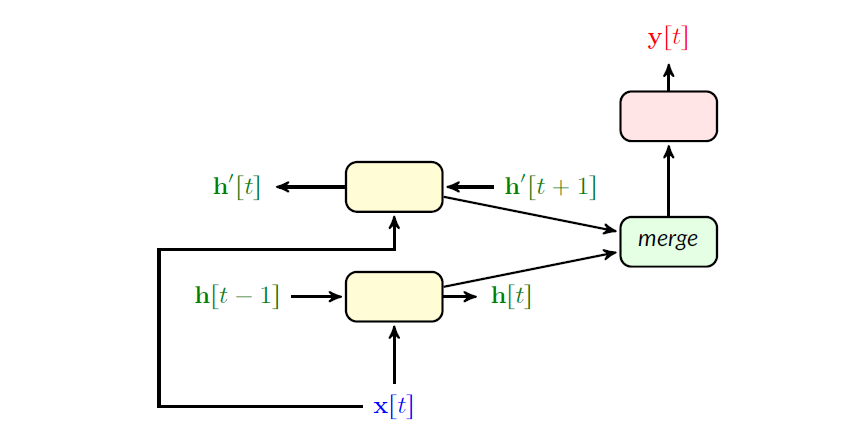 y[t]
h′[t] h′[t + 1]
merge
h[t − 1] h[t]
x[t]